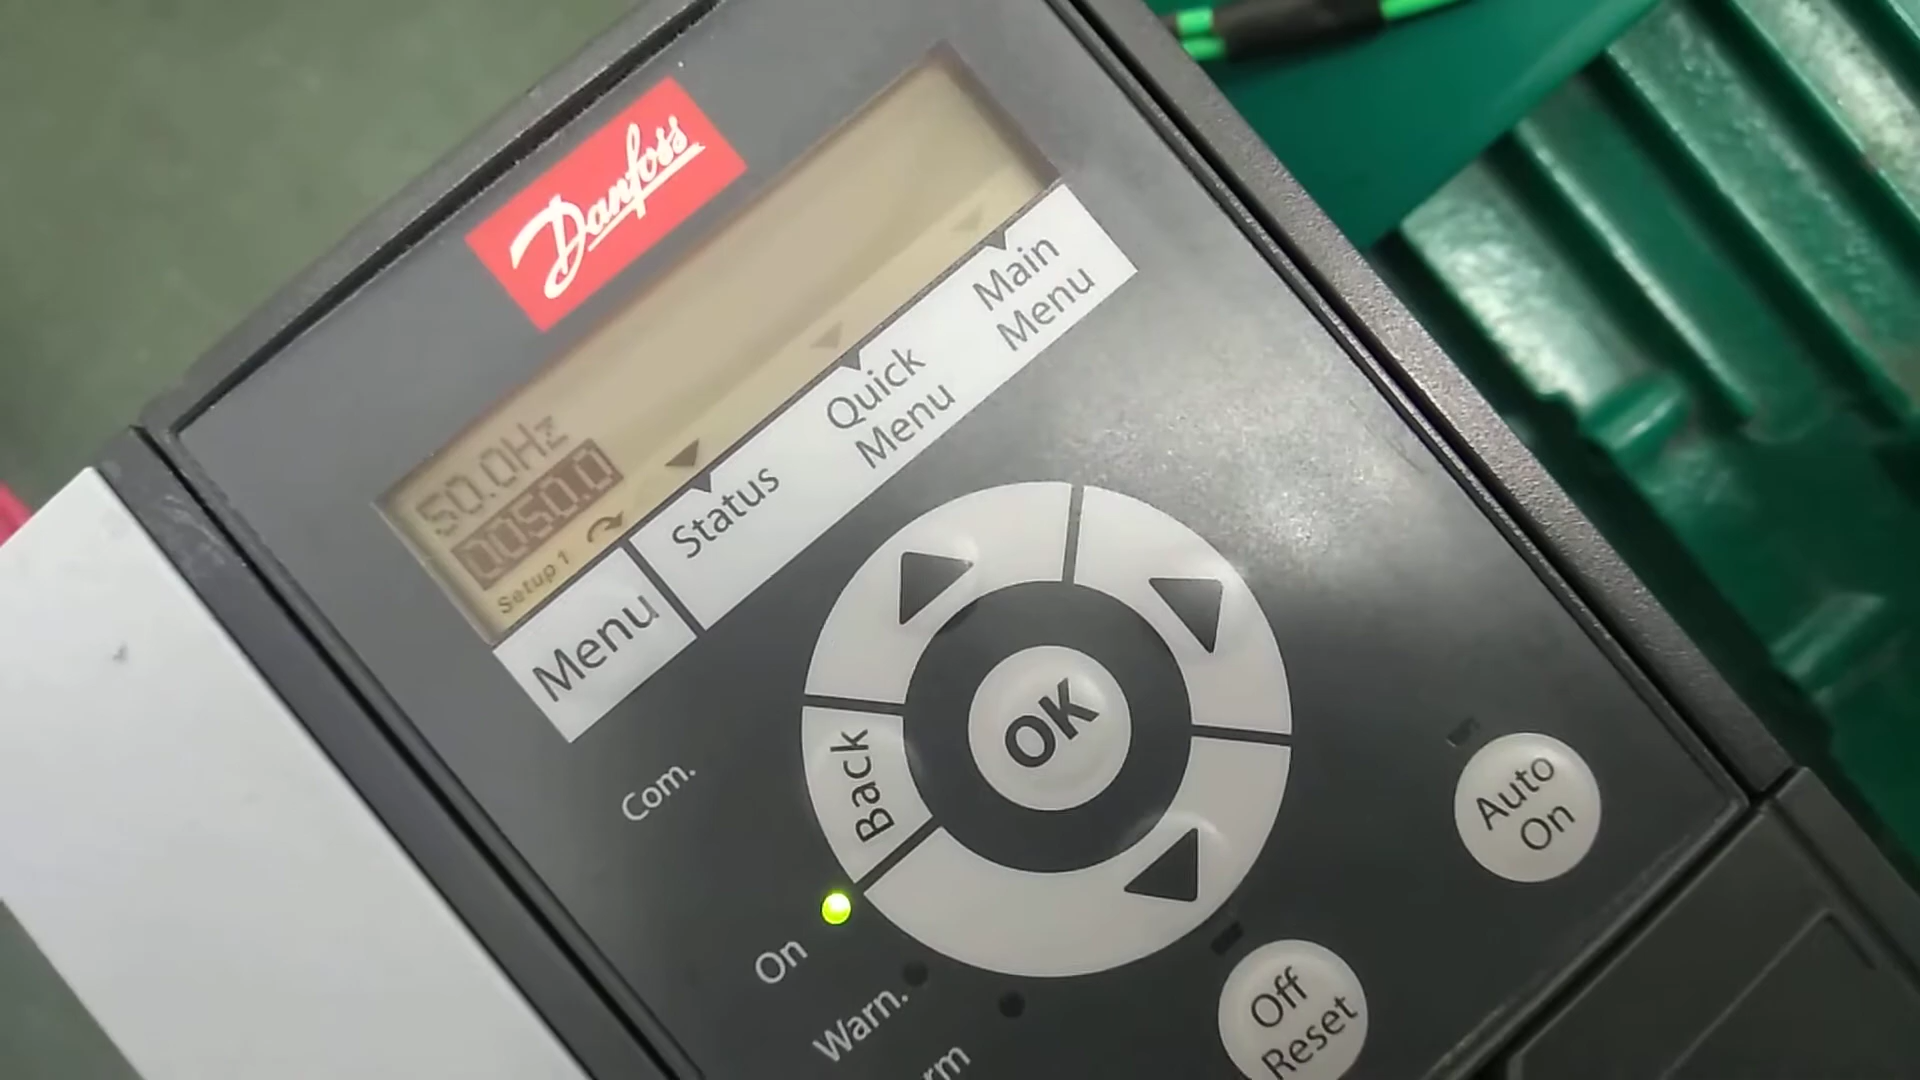 Danfoss
50.0Hz
0050.0
Setup 1
Menu
Status
Quick
Menu
Main
Menu
Com.
Back
OK
On
Warn.
rm
Auto
On
Off
Reset